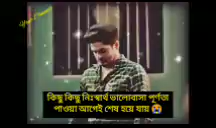 কিছু কিছু নিঃস্বার্থ ভালোবাসা পূর্ণতা
পাওয়া আগেই শেষ হয়ে যায় 😭